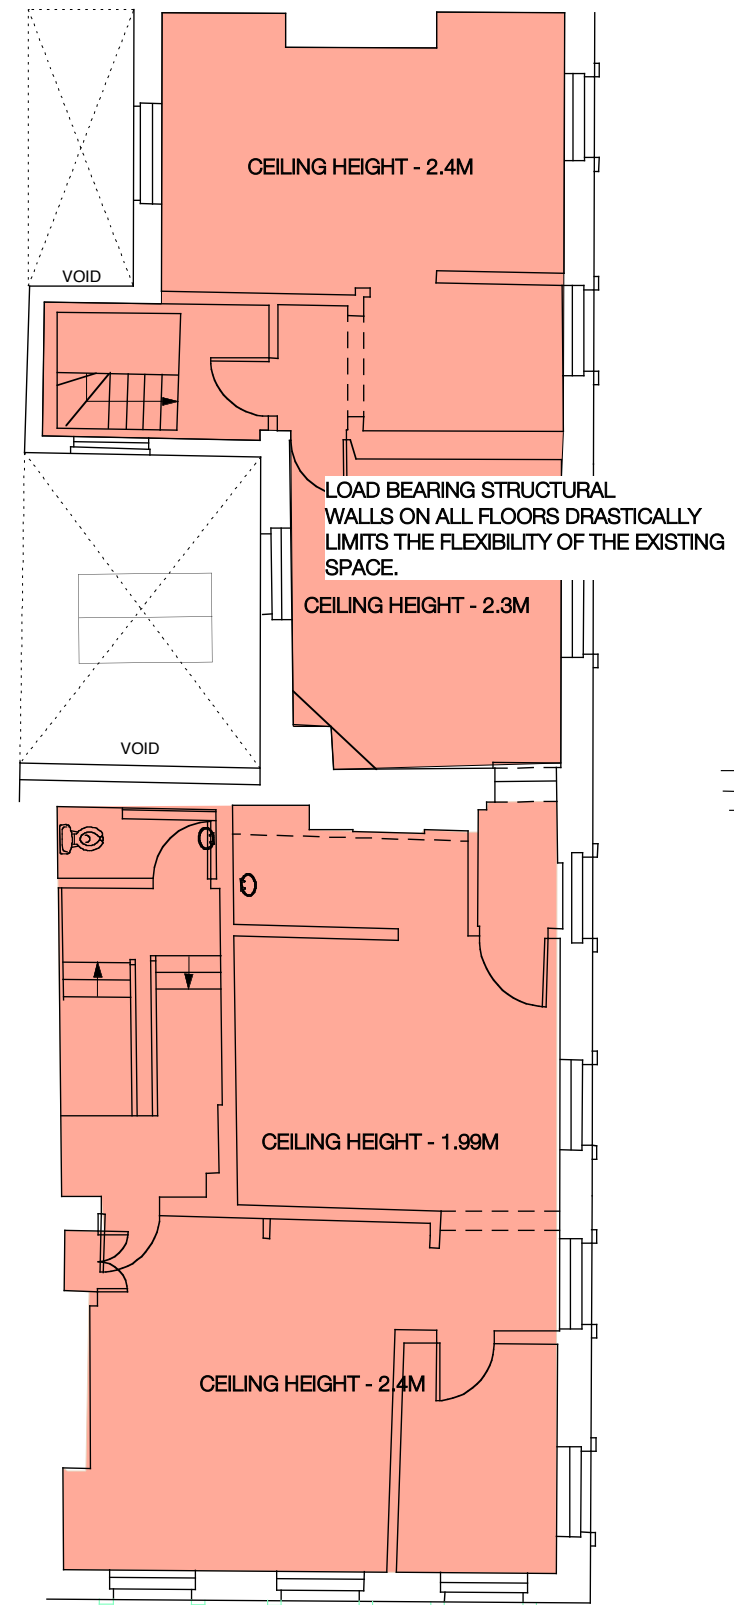 CEILING HEIGHT - 2.4M
VOID
LOAD BEARING STRUCTURAL
WALLS ON ALL FLOORS DRASTICALLY
LIMITS THE FLEXIBILITY OF THE EXISTING
SPACE.
CEILING HEIGHT - 2.3M
VOID
CEILING HEIGHT - 1.99M
CEILING HEIGHT - 2.4M